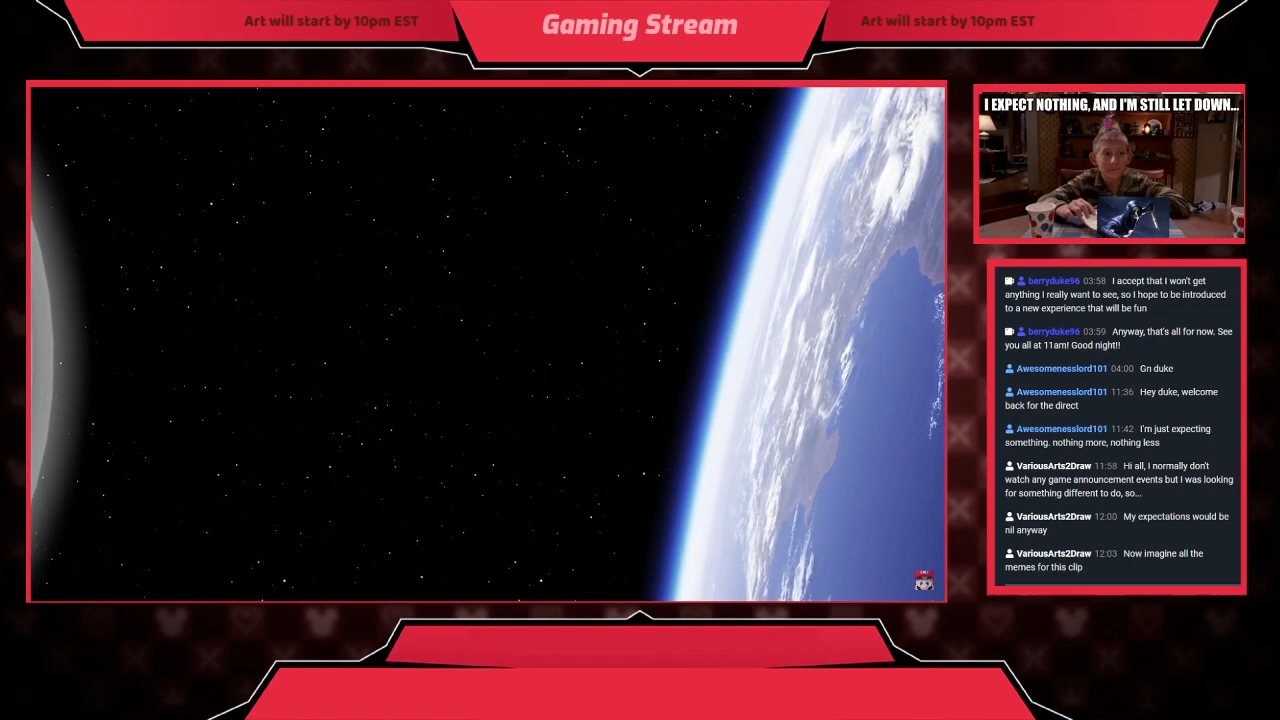 Art will start by 10pm EST
Gaming Stream
Art will start by 10pm EST
I EXPECT NOTHING, AND I'M STILL LET DOWN...
berryduke96 03:58 I accept that I won't get
anything I really want to see, so I hope to be introduced
to a new experience that will be fun
berryduke96 03:59 Anyway, that's all for now. See
you all at 11am! Good night!!
Awesomenesslord101 04:00 Gn duke
Awesomenesslord101 11:36 Hey duke, welcome
back for the direct
Awesomenesslord101 11:42 I'm just expecting
something. nothing more, nothing less
VariousArts2Draw 11:58 Hi all, I normally don't
watch any game announcement events but I was looking
for something different to do, so...
VariousArts2Draw 12:00 My expectations would be
nil anyway
VariousArts2Draw 12:03 Now imagine all the
memes for this clip